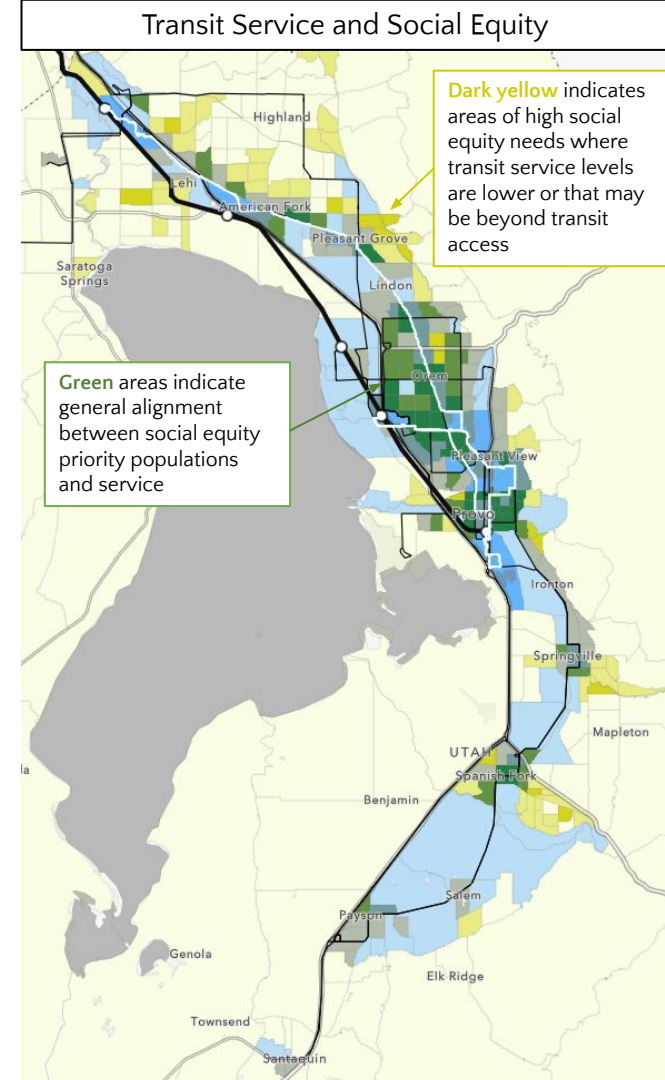 Transit Service and Social Equity
Dark yellow indicates
areas of high social
equity needs where
transit service levels
are lower or that may
be beyond transit
access
Highland
Lehi
American Fork
Pleasant Grove
Saratoga
Springs
Lindon
Green areas indicate
general alignment
between social equity
priority populations
and service
Orem
Pleasant View
Provo
Ironton
Springville
Mapleton
UTAH
la
Spanish Fork
Benjamin
Salem
Payson
Genola
Elk Ridge
Townsend
Santaquin